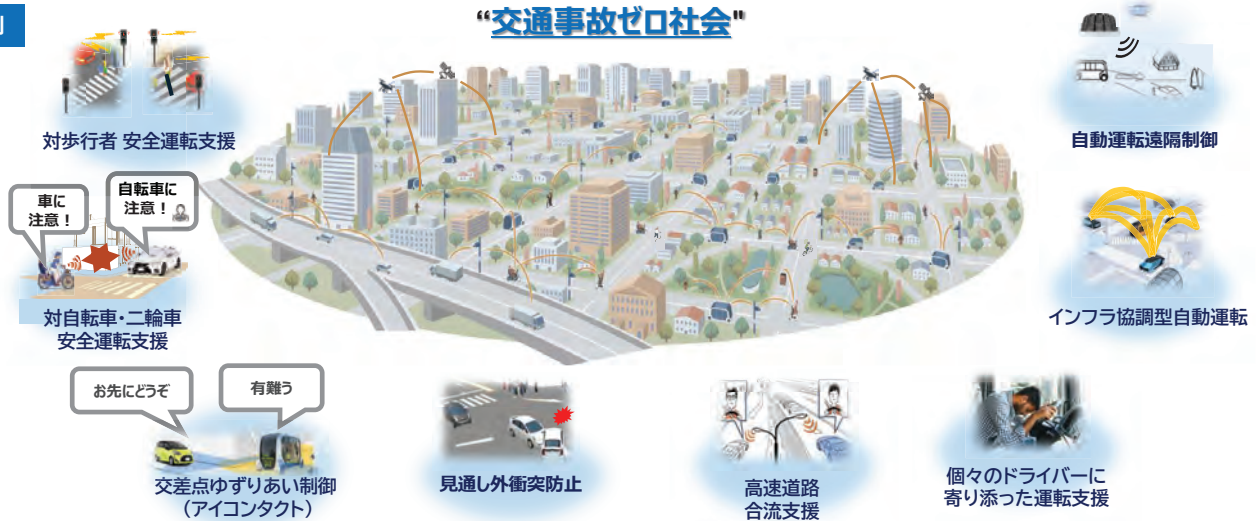 “交通事故ゼロ社会"
対歩行者 安全運転支援
車に
注意！
自転車に
注意！
対自転車・二輪車
安全運転支援
お先にどうぞ
有難う
交差点ゆずりあい制御
（アイコンタクト）
見通し外衝突防止
高速道路
合流支援
個々のドライバーに
寄り添った運転支援
自動運転遠隔制御
インフラ協調型自動運転